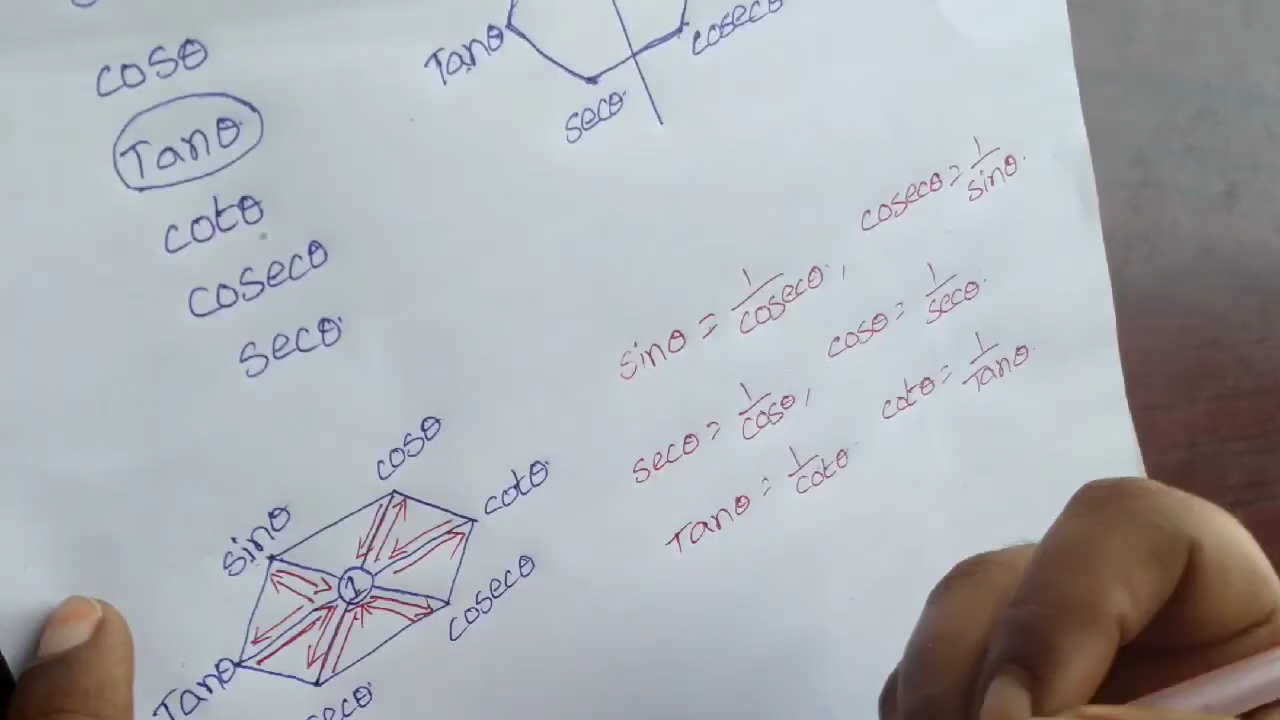 cosθ
Tanθ
cotθ
cosecθ
secθ
Tanθ
cosecθ
secθ
cosecθ = 1/sinθ.
sinθ = 1/cosecθ,
cosθ = 1/secθ.
secθ = 1/cosθ,
cotθ = 1/Tanθ.
Tanθ = 1/cotθ.
cosθ
sinθ
cotθ
1
cosecθ
Tanθ
secθ